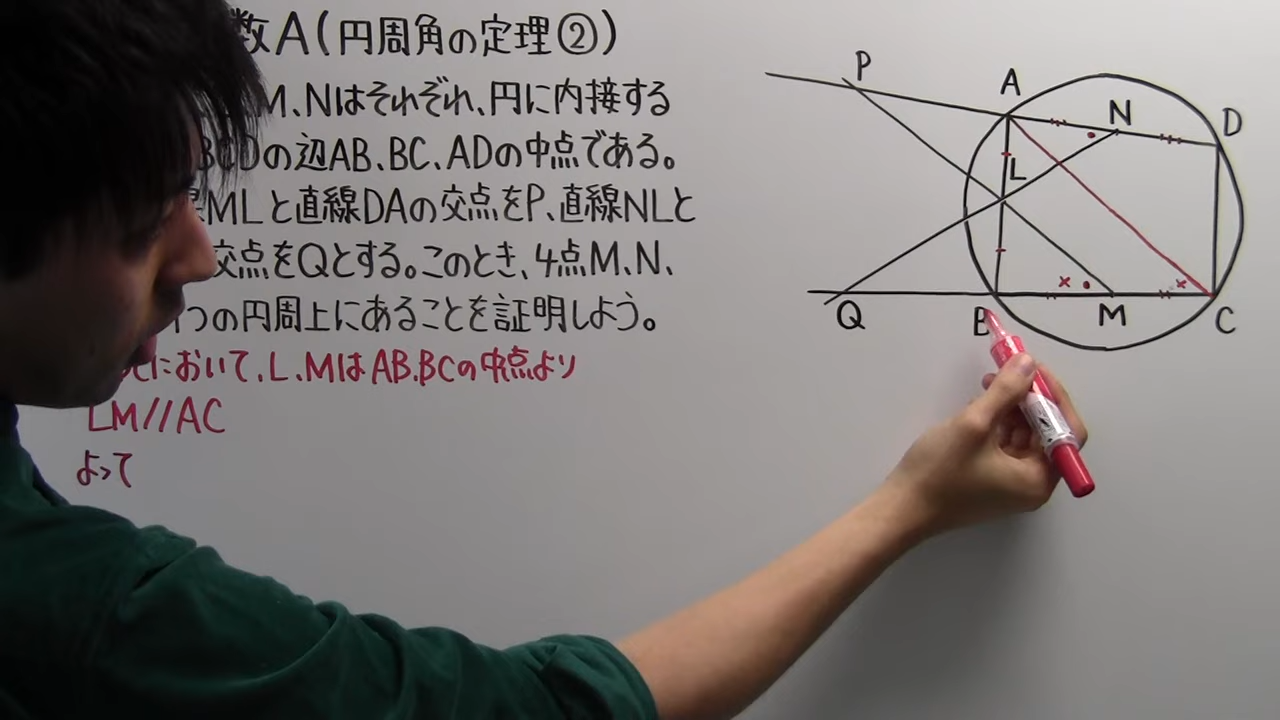 数A(円周角の定理②)
M、Nはそれぞれ、円に内接する
BCDの辺AB、BC、ADの中点である。
線MLと直線DAの交点をP、直線NLと
交点をQとする。このとき、4点M、N、
1つの円周上にあることを証明しよう。
において、L、MはAB、BCの中点より
LM//AC
よって
P
A
N
D
L
Q
B
M
C